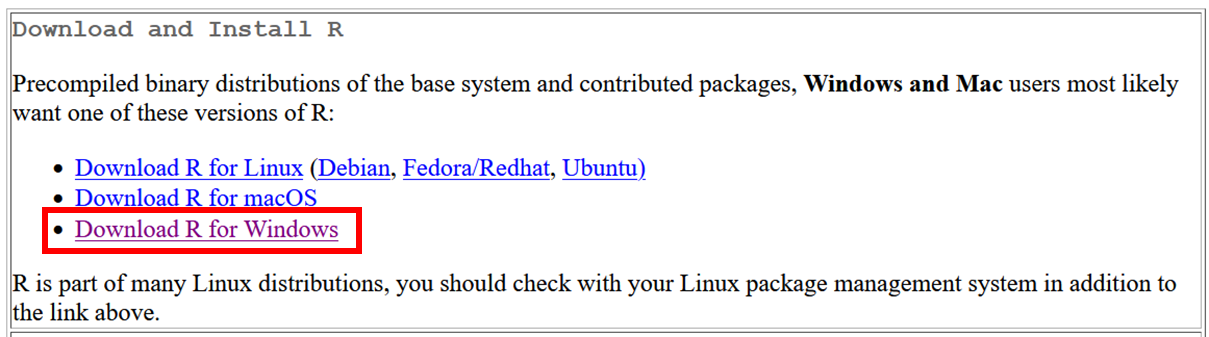 Download and Install R
Precompiled binary distributions of the base system and contributed packages, Windows and Mac users most likely
want one of these versions of R:
• Download R for Linux (Debian, Fedora/Redhat, Ubuntu)
• Download R for macOS
• Download R for Windows
R is part of many Linux distributions, you should check with your Linux package management system in addition to
the link above.